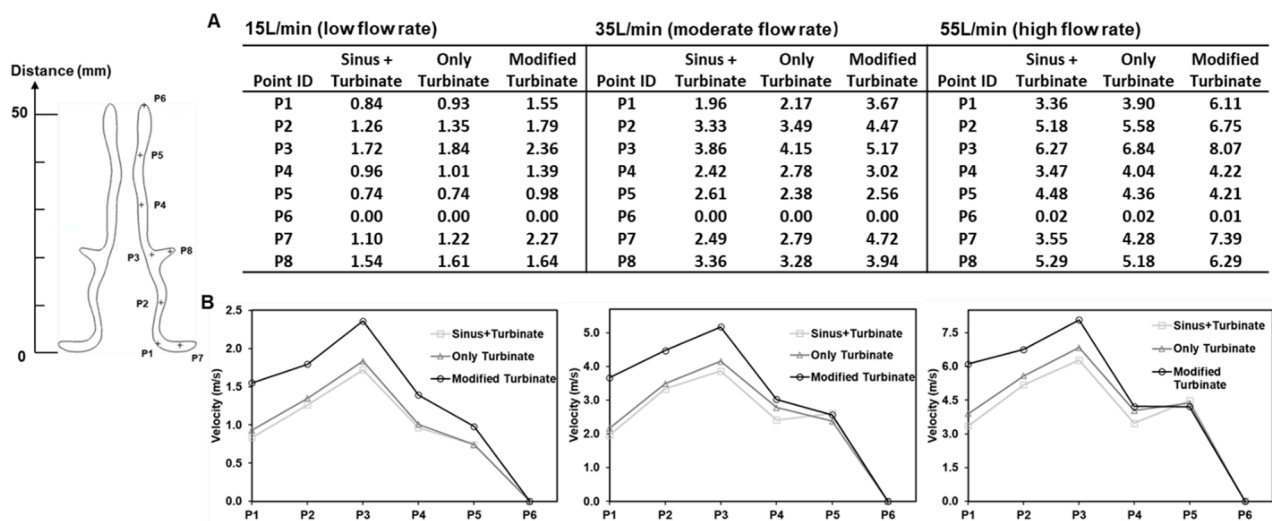 A
15L/min (low flow rate) 35L/min (moderate flow rate) 55L/min (high flow rate)
Sinus + Only Modified Sinus + Only Modified Sinus + Only Modified
Point ID Turbinate Turbinate Turbinate Point ID Turbinate Turbinate Turbinate Point ID Turbinate Turbinate Turbinate
P1 0.84 0.93 1.55 P1 1.96 2.17 3.67 P1 3.36 3.90 6.11
P2 1.26 1.35 1.79 P2 3.33 3.49 4.47 P2 5.18 5.58 6.75
P3 1.72 1.84 2.36 P3 3.86 4.15 5.17 P3 6.27 6.84 8.07
P4 0.96 1.01 1.39 P4 2.42 2.78 3.02 P4 3.47 4.04 4.22
P5 0.74 0.74 0.98 P5 2.61 2.38 2.56 P5 4.48 4.36 4.21
P6 0.00 0.00 0.00 P6 0.00 0.00 0.00 P6 0.02 0.02 0.01
P7 1.10 1.22 2.27 P7 2.49 2.79 4.72 P7 3.55 4.28 7.39
P8 1.54 1.61 1.64 P8 3.36 3.28 3.94 P8 5.29 5.18 6.29
Distance (mm)
50
0
P6
P5
P4
P8
P3
P2
P1
P7
B
Velocity (m/s)
2.5
2.0
1.5
1.0
0.5
0.0
Sinus+Turbinate
Only Turbinate
Modified Turbinate
P1 P2 P3 P4 P5 P6
Velocity (m/s)
5.0
4.0
3.0
2.0
1.0
0.0
Sinus+Turbinate
Only Turbinate
Modified Turbinate
P1 P2 P3 P4 P5 P6
Velocity (m/s)
7.5
6.0
4.5
3.0
1.5
0.0
Sinus+Turbinate
Only Turbinate
Modified
Turbinate
P1 P2 P3 P4 P5 P6